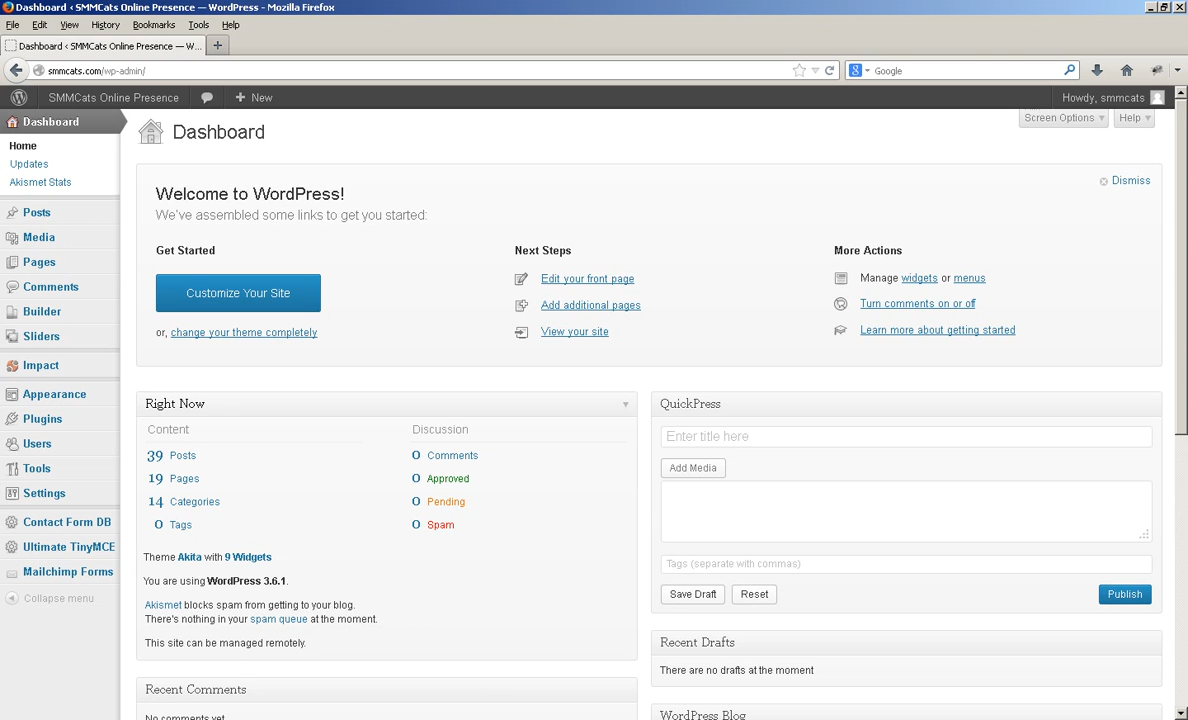 Dashboard ‹ SMMCats Online Presence — WordPress - Mozilla Firefox
File Edit View History Bookmarks Tools Help
Dashboard ‹ SMMCats Online Presence — W...
smmcats.com/wp-admin/
Google
SMMCats Online Presence
New
Howdy, smmcats
Dashboard
Home
Updates
Akismet Stats
Posts
Media
Pages
Comments
Builder
Sliders
Impact
Appearance
Plugins
Users
Tools
Settings
Contact Form DB
Ultimate TinyMCE
Mailchimp Forms
Collapse menu
Screen Options
Help
Dashboard
Welcome to WordPress!
We've assembled some links to get you started:
Dismiss
Get Started
Customize Your Site
or, change your theme completely
Next Steps
Edit your front page
Add additional pages
View your site
More Actions
Manage widgets or menus
Turn comments on or off
Learn more about getting started
Right Now
Content
39 Posts
19 Pages
14 Categories
0 Tags
Discussion
0 Comments
0 Approved
0 Pending
0 Spam
Theme Akita with 9 Widgets
You are using WordPress 3.6.1.
Akismet blocks spam from getting to your blog.
There's nothing in your spam queue at the moment.
This site can be managed remotely.
Recent Comments
No comments yet.
QuickPress
Enter title here
Add Media
Tags (separate with commas)
Save Draft
Reset
Publish
Recent Drafts
There are no drafts at the moment
WordPress Blog